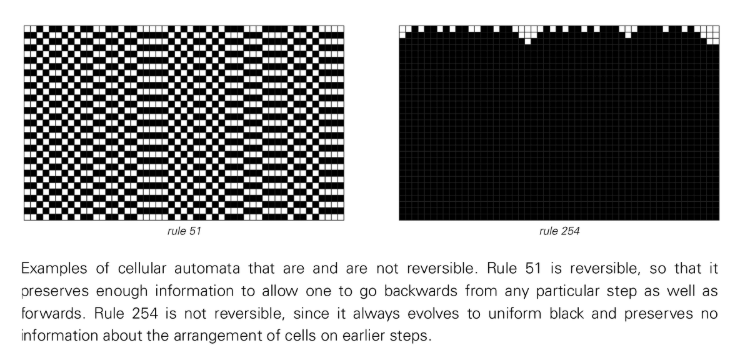 rule 51
rule 254
Examples of cellular automata that are and are not reversible. Rule 51 is reversible, so that it
preserves enough information to allow one to go backwards from any particular step as well as
forwards. Rule 254 is not reversible, since it always evolves to uniform black and preserves no
information about the arrangement of cells on earlier steps.